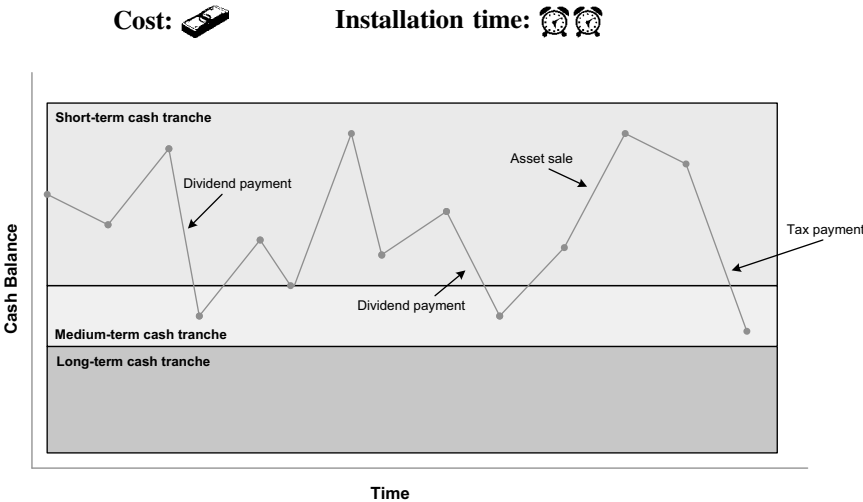 Cost: Installation time:
Short-term cash tranche
Asset sale
Dividend payment
Tax payment
Dividend payment
Medium-term cash tranche
Long-term cash tranche
Cash Balance
Time